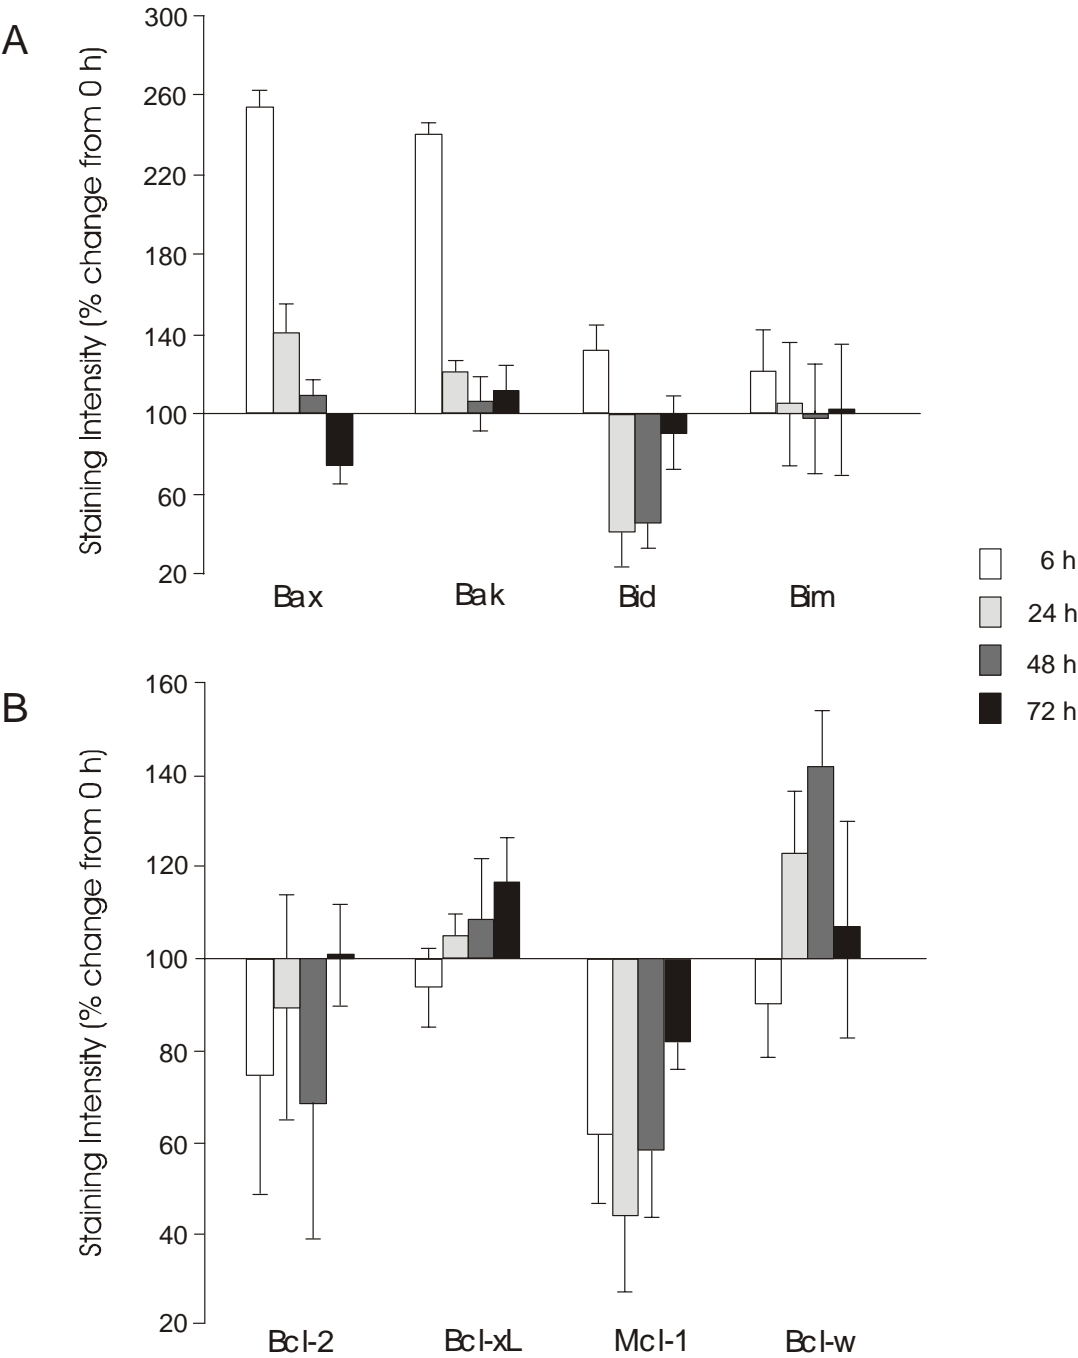 A
Staining Intensity (% change from 0 h)
300
260
220
180
140
100
60
20
Bax Bak Bid Bim
6 h
24 h
48 h
72 h
B
Staining Intensity (% change from 0 h)
160
140
120
100
80
60
40
20
Bcl-2 Bcl-xL Mcl-1 Bcl-w